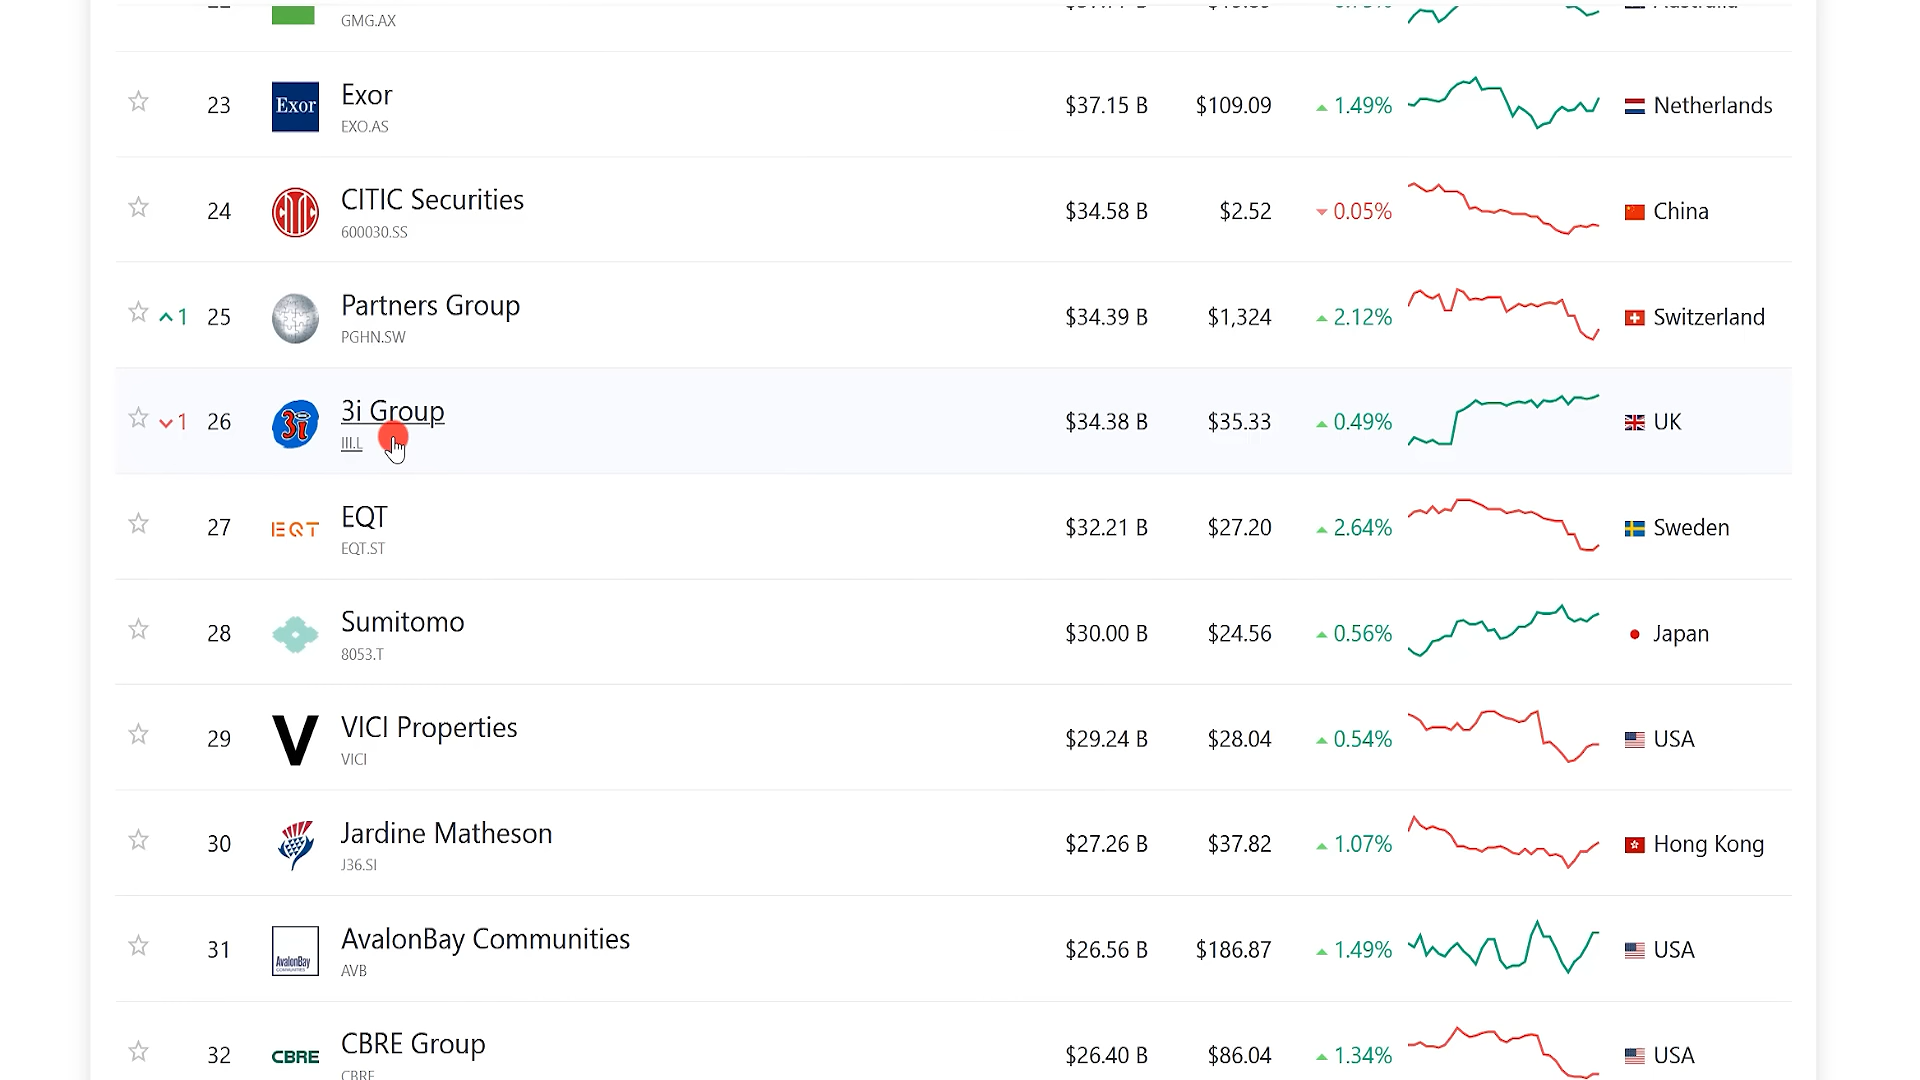 GMG.AX
23 Exor Exor $37.15 B $109.09 1.49% Netherlands
EXO.AS
24 CITIC CITIC Securities $34.58 B $2.52 0.05% China
600030.SS
1 25 Partners Group $34.39 B $1,324 2.12% Switzerland
PGHN.SW
1 26 3i 3i Group $34.38 B $35.33 0.49% UK
III.L
27 EQT EQT $32.21 B $27.20 2.64% Sweden
EQT.ST
28 Sumitomo $30.00 B $24.56 0.56% Japan
8053.T
29 V VICI Properties $29.24 B $28.04 0.54% USA
VICI
30 Jardine Matheson $27.26 B $37.82 1.07% Hong Kong
J36.SI
31 AvalonBay AvalonBay Communities $26.56 B $186.87 1.49% USA
COMMUNITIES AVB
32 CBRE CBRE Group $26.40 B $86.04 1.34% USA
CBRE